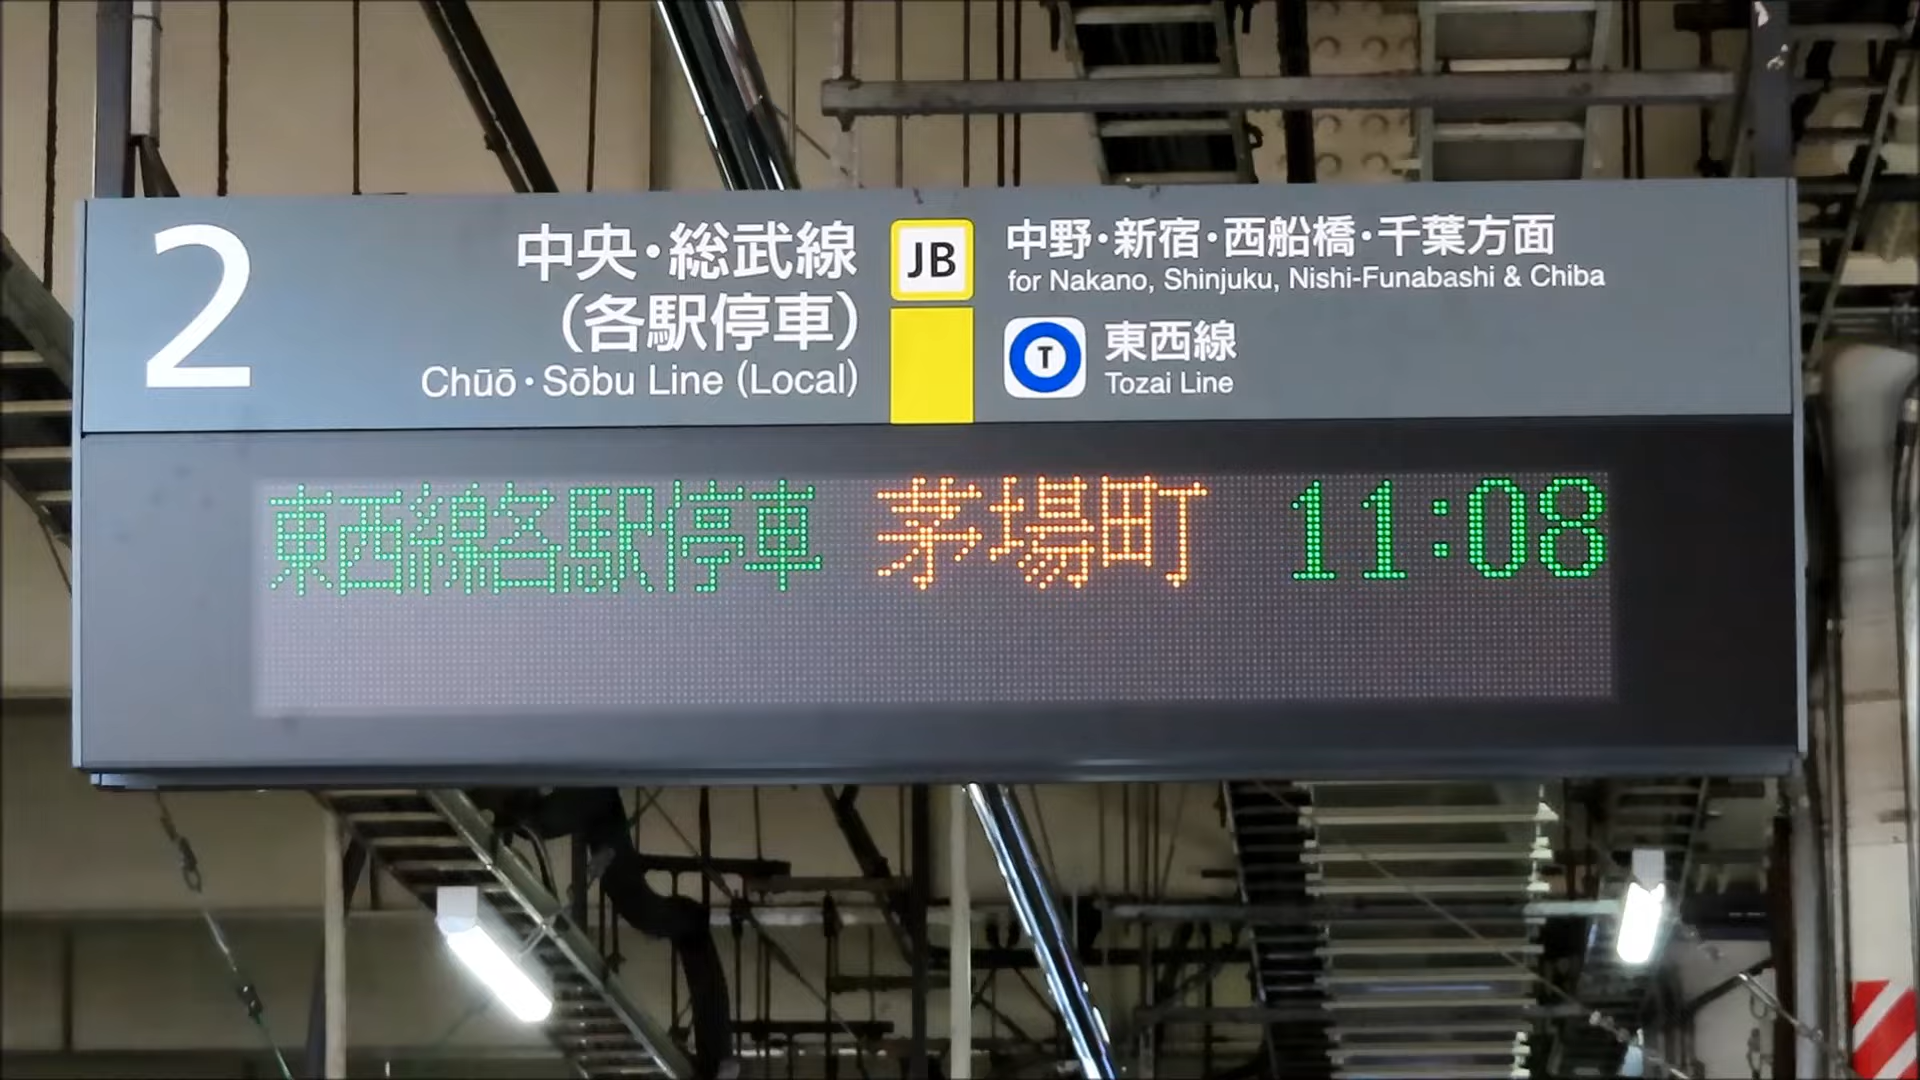 2
中央・総武線
(各駅停車)
Chūō・Sōbu Line (Local)
JB
中野・新宿・西船橋・千葉方面
for Nakano, Shinjuku, Nishi-Funabashi & Chiba
T
東西線
Tozai Line
東西線各駅停車 茅場町 11:08